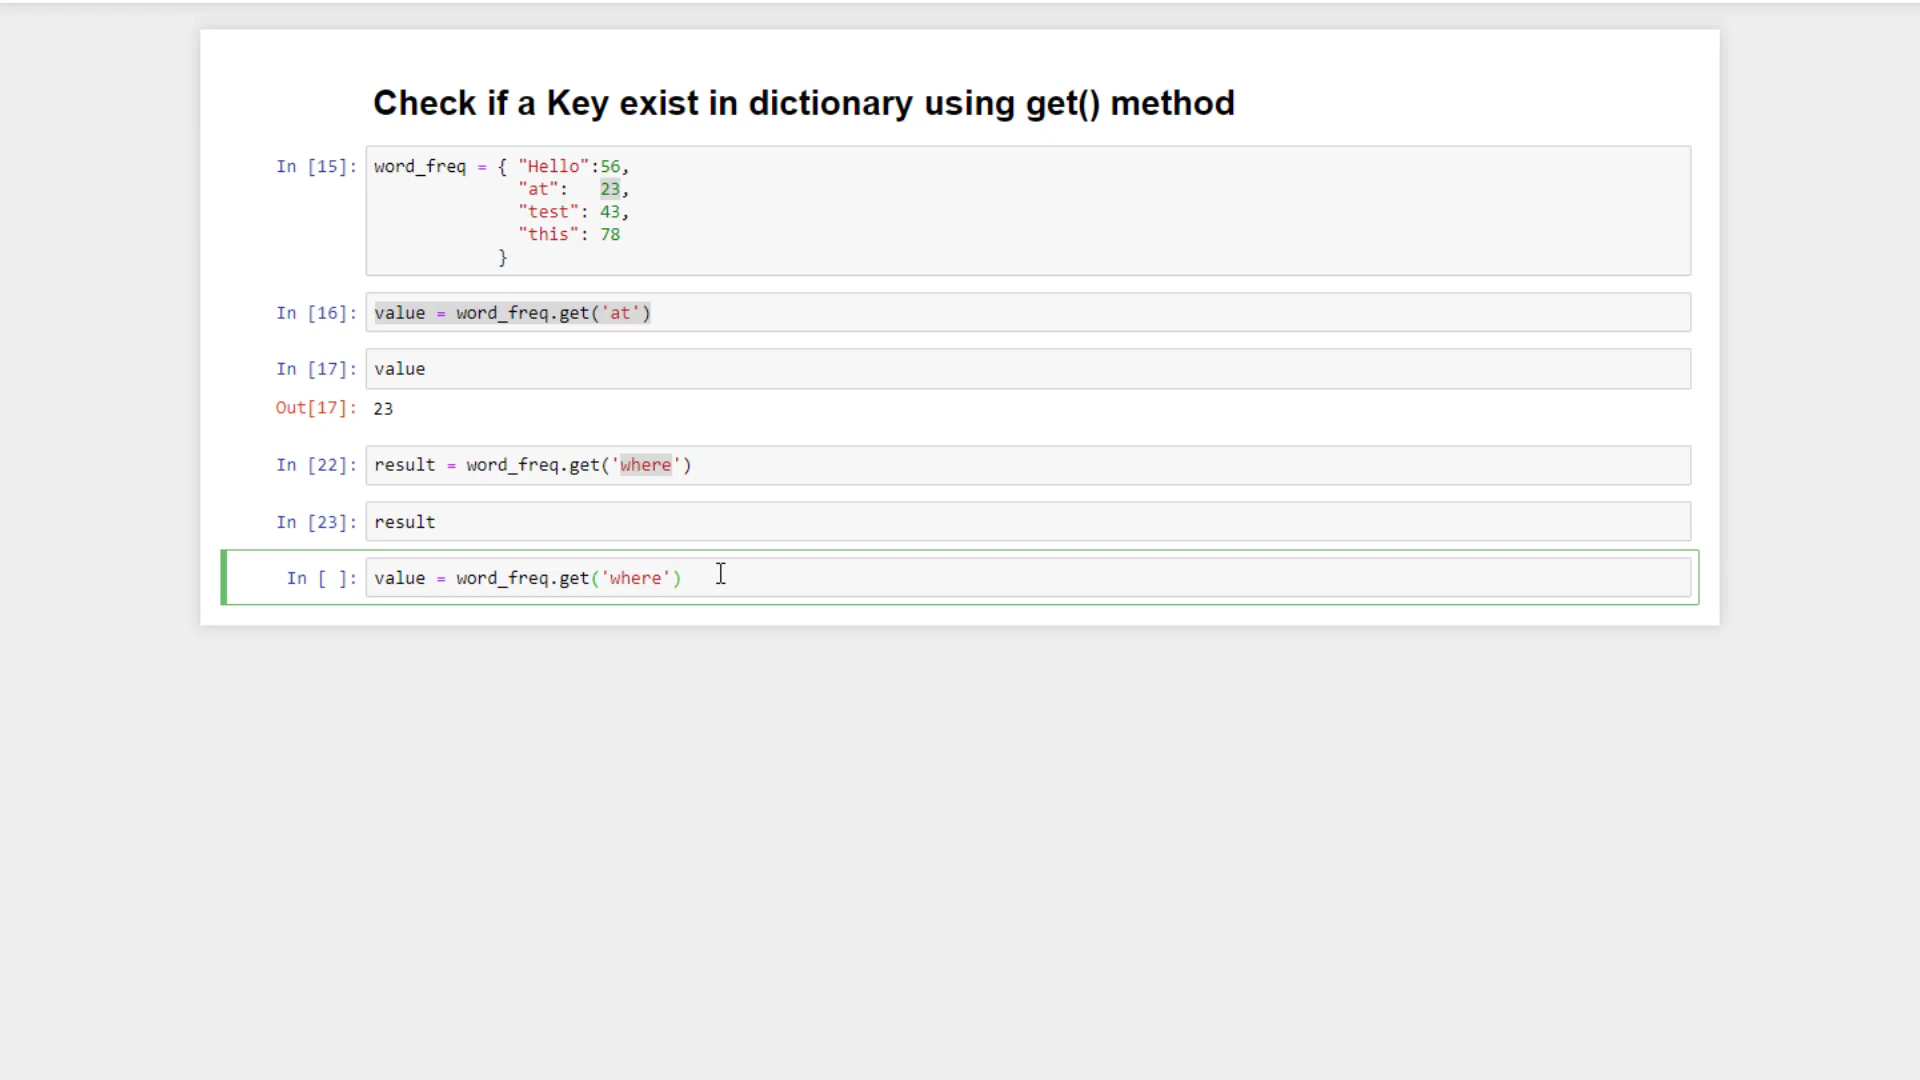 Check if a Key exist in dictionary using get() method
In [15]: word_freq = { "Hello":56,
"at":   23,
"test": 43,
"this": 78
}
In [16]: value = word_freq.get('at')
In [17]: value
Out[17]: 23
In [22]: result = word_freq.get('where')
In [23]: result
In [ ]: value = word_freq.get('where')